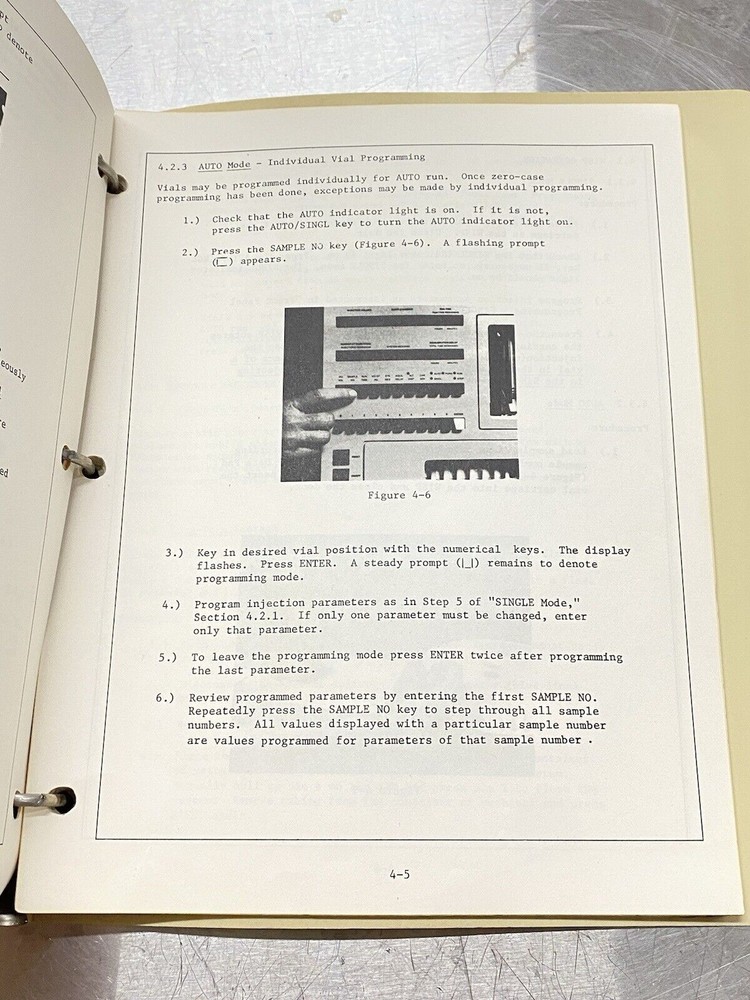 pt
o denote
eously
re
ed
4.2.3 AUTO Mode - Individual Vial Programming
Vials may be programmed individually for AUTO run. Once zero-case
programming has been done, exceptions may be made by individual programming.
1.) Check that the AUTO indicator light is on. If it is not,
press the AUTO/SINGL key to turn the AUTO indicator light on.
2.) Press the SAMPLE NO key (Figure 4-6). A flashing prompt
( ) appears.
Figure 4-6
3.) Key in desired vial position with the numerical keys. The display
flashes. Press ENTER. A steady prompt (|_|) remains to denote
programming mode.
4.) Program injection parameters as in Step 5 of "SINGLE Mode,"
Section 4.2.1. If only one parameter must be changed, enter
only that parameter.
5.) To leave the programming mode press ENTER twice after programming
the last parameter.
6.) Review programmed parameters by entering the first SAMPLE NO.
Repeatedly press the SAMPLE NO key to step through all sample
numbers. All values displayed with a particular sample number
are values programmed for parameters of that sample number .
4-5